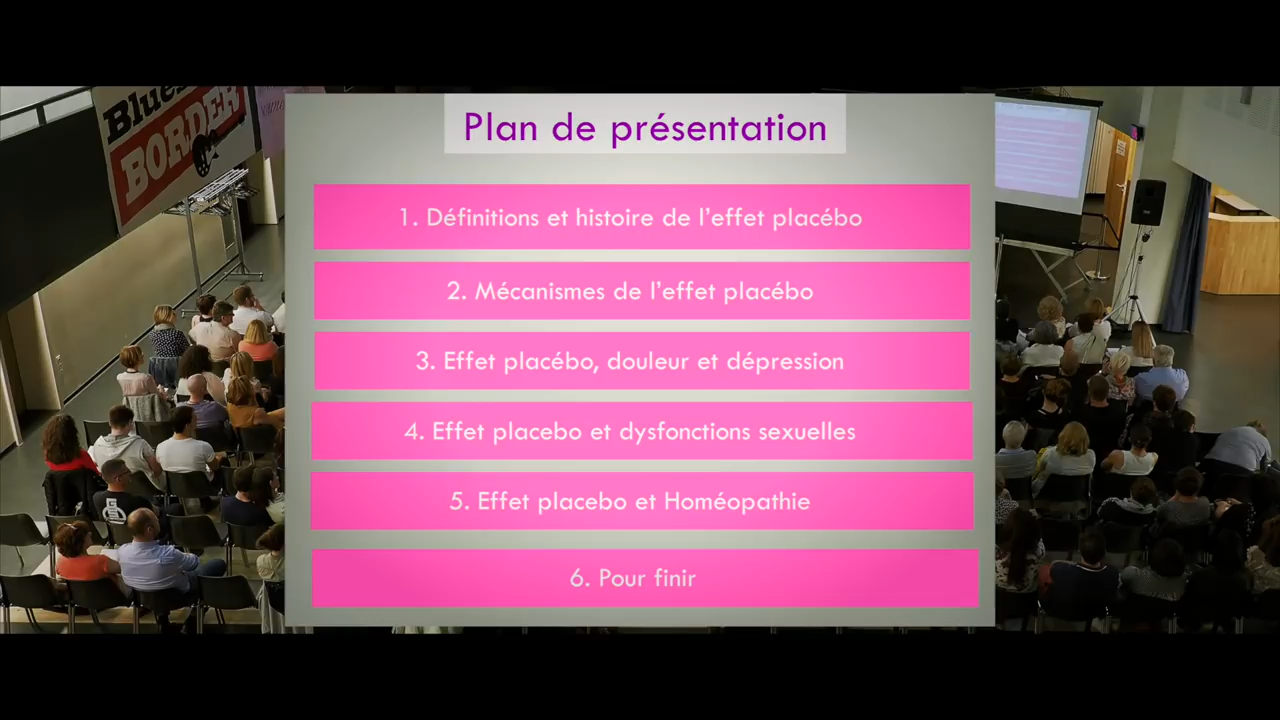 Blues
BORDER
Plan de présentation
1. Définitions et histoire de l'effet placébo
2. Mécanismes de l'effet placébo
3. Effet placébo, douleur et dépression
4. Effet placebo et dysfonctions sexuelles
5. Effet placebo et Homéopathie
6. Pour finir